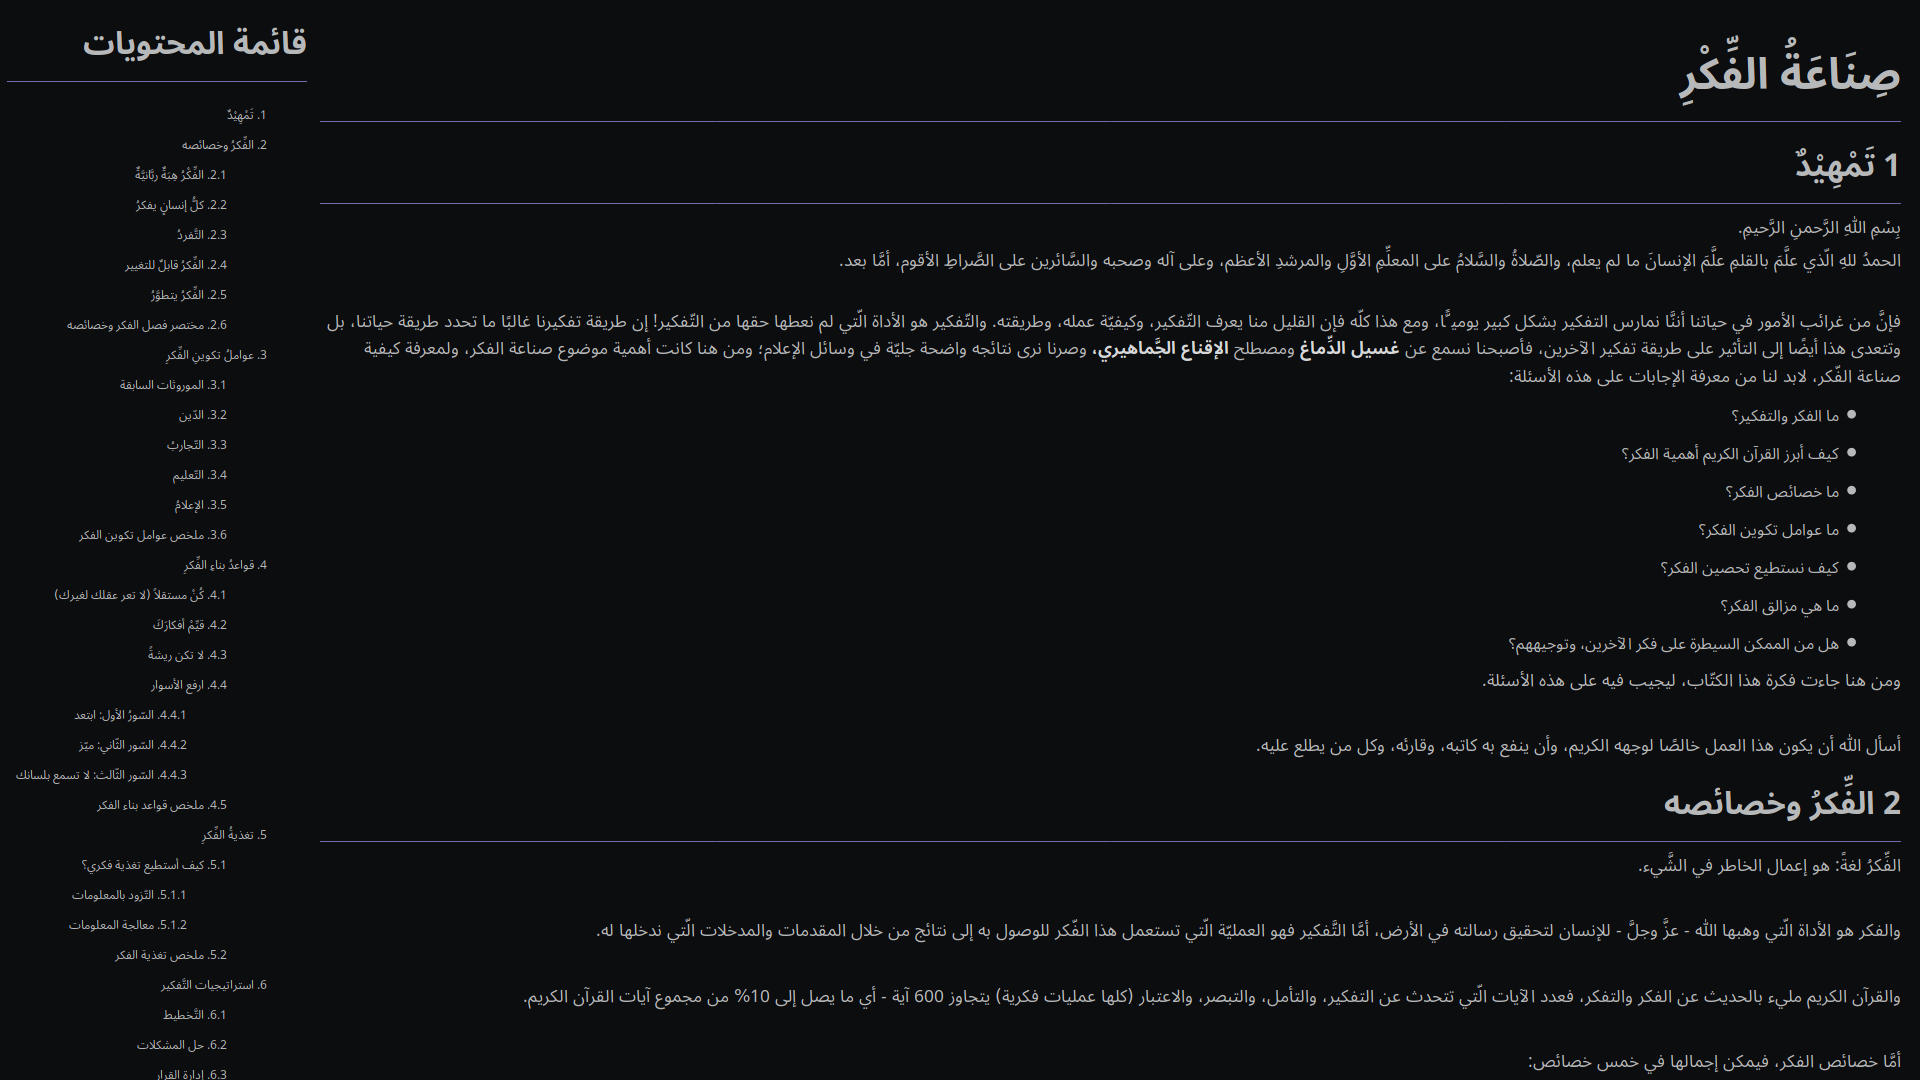 صِنَاعَةُ الفِّكْرِ
1 تَمْهِيْدٌ
بِسْمِ اللهِ الرَّحمنِ الرَّحيمِ.
الحمدُ للهِ الّذي علَّمَ بالقلمِ علَّمَ الإنسانَ ما لم يعلم، والصّلاةُ والسَّلامُ على المعلِّمِ الأوَّلِ والمرشدِ الأعظم، وعلى آله وصحبه والسَّائرين على الصَّراطِ الأقوم، أمَّا بعد.
فإنَّ من غرائب الأمور في حياتنا أننَّا نمارس التفكير بشكل كبير يوميًّا، ومع هذا كلّه فإن القليل منا يعرف التّفكير، وكيفيّة عمله، وطريقته. والتّفكير هو الأداة الّتي لم نعطها حقها من التّفكير! إن طريقة تفكيرنا غالبًا ما تحدد طريقة حياتنا، بل
وتتعدى هذا أيضًا إلى التأثير على طريقة تفكير الآخرين، فأصبحنا نسمع عن غسيل الدِّماغ ومصطلح الإقناع الجَّماهيري، وصرنا نرى نتائجه واضحة جليّة في وسائل الإعلام؛ ومن هنا كانت أهمية موضوع صناعة الفكر، ولمعرفة كيفية
صناعة الفّكر، لابد لنا من معرفة الإجابات على هذه الأسئلة:
● ما الفكر والتفكير؟
● كيف أبرز القرآن الكريم أهمية الفكر؟
● ما خصائص الفكر؟
● ما عوامل تكوين الفكر؟
● كيف نستطيع تحصين الفكر؟
● ما هي مزالق الفكر؟
● هل من الممكن السيطرة على فكر الآخرين، وتوجيههم؟
ومن هنا جاءت فكرة هذا الكتّاب، ليجيب فيه على هذه الأسئلة.
أسأل الله أن يكون هذا العمل خالصًا لوجهه الكريم، وأن ينفع به كاتبه، وقارئه، وكل من يطلع عليه.
2 الفِّكرُ وخصائصه
الفِّكرُ لغةً: هو إعمال الخاطر في الشَّيء.
والفكر هو الأداة الّتي وهبها الله - عزَّ وجلَّ - للإنسان لتحقيق رسالته في الأرض، أمَّا التَّفكير فهو العمليّة الّتي تستعمل هذا الفّكر للوصول به إلى نتائج من خلال المقدمات والمدخلات الّتي ندخلها له.
والقرآن الكريم مليء بالحديث عن الفكر والتفكر، فعدد الآيات الّتي تتحدث عن التفكير، والتأمل، والتبصر، والاعتبار (كلها عمليات فكرية) يتجاوز 600 آية - أي ما يصل إلى 10% من مجموع آيات القرآن الكريم.
أمَّا خصائص الفكر، فيمكن إجمالها في خمس خصائص:
قائمة المحتويات
1. تَمْهِيْدٌ
2. الفِّكرُ وخصائصه
2.1. الفِّكْرُ هِبَةٌ ربَّانيَّةٌ
2.2. كلُّ إنسانٍ يفكرُ
2.3. التَّفردُ
2.4. الفِّكرُ قابلٌ للتغيير
2.5. الفِّكرُ يتطوَّرُ
2.6. مختصر فصل الفكر وخصائصه
3. عواملُ تكوينِ الفِّكرِ
3.1. الموروثات السابقة
3.2. الدّين
3.3. التّجاربُ
3.4. التّعليم
3.5. الإعلامُ
3.6. ملخص عوامل تكوين الفكر
4. قواعدُ بناءِ الفِّكرِ
4.1. كُنْ مستقلاً (لا تعر عقلك لغيرك)
4.2. قيِّمْ أفكارَكَ
4.3. لا تكن ريشةً
4.4. ارفع الأسوار
4.4.1. السّورُ الأول: ابتعد
4.4.2. السّور الثّاني: ميّز
4.4.3. السّور الثّالث: لا تسمع بلسانك
4.5. ملخص قواعد بناء الفكر
5. تغذيةُ الفِّكرِ
5.1. كيف أستطيع تغذية فكري؟
5.1.1. التّزود بالمعلومات
5.1.2. معالجة المعلومات
5.2. ملخص تغذية الفكر
6. استراتيجيات التَّفكير
6.1. التَّخطيط
6.2. حل المشكلات
6.3. إدارة القرار